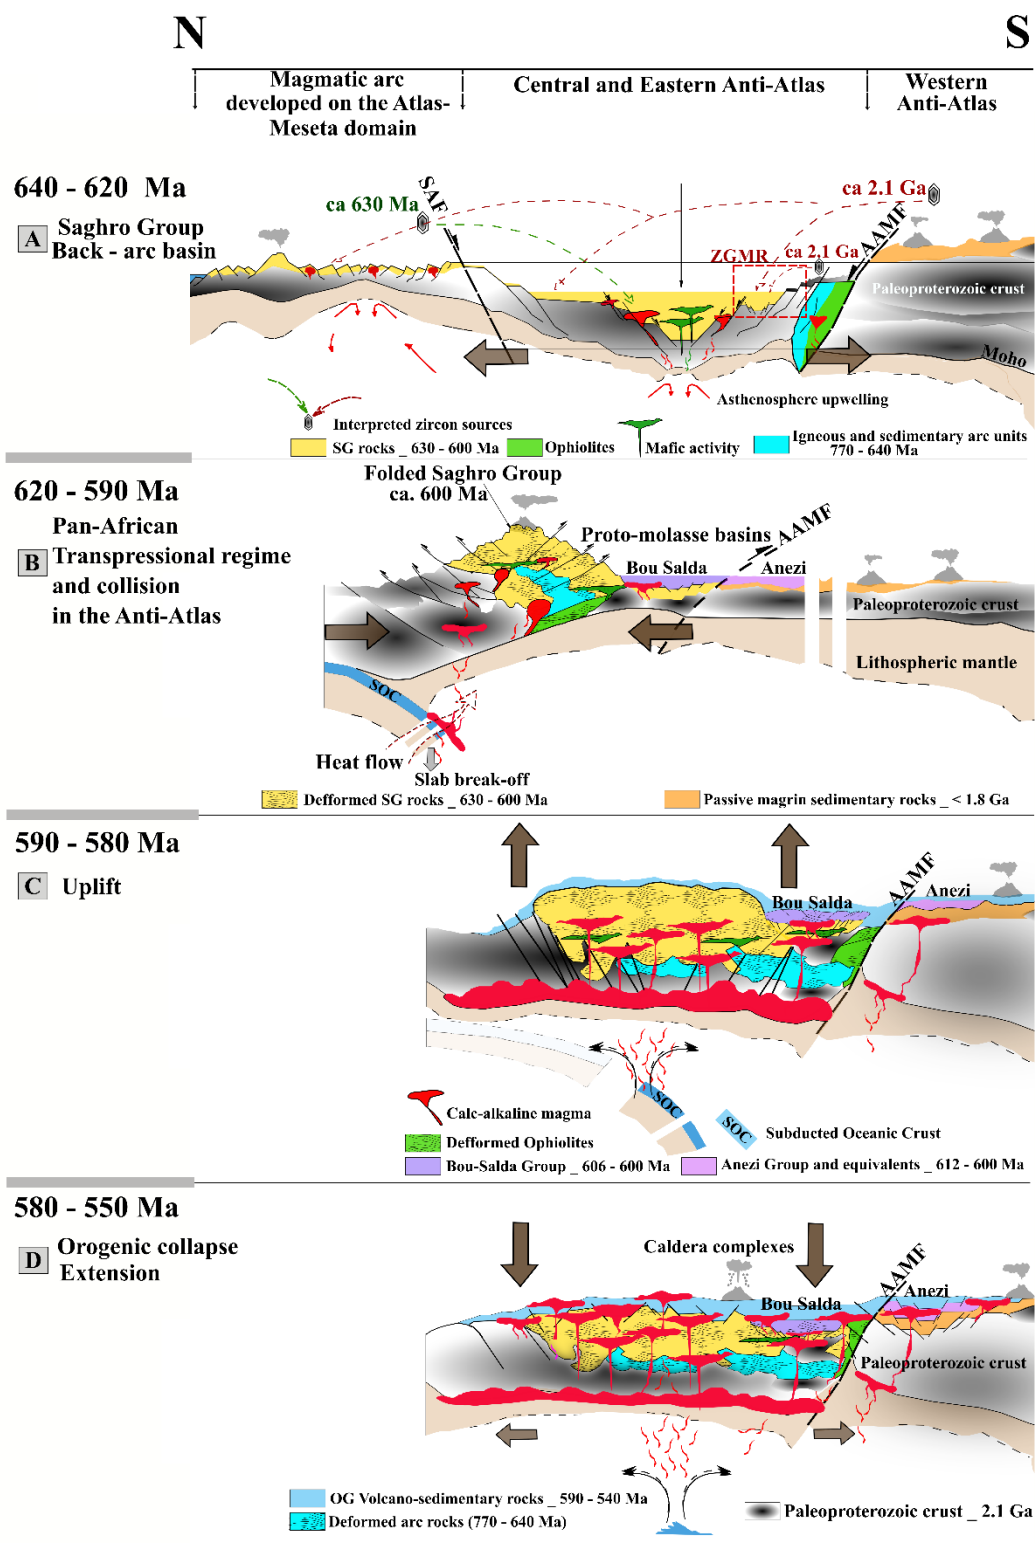 N
S
Magmatic arc
developed on the Atlas-
Meseta domain
Central and Eastern Anti-Atlas
Western
Anti-Atlas
640 - 620 Ma
A
Saghro Group
Back - arc basin
ca 630 Ma
SAF
ca 2.1 Ga
AAMF
ZGMR
ca 2.1 Ga
Paleoproterozoic crust
Moho
Asthenosphere upwelling
Interpreted zircon sources
SG rocks _ 630 - 600 Ma
Ophiolites
Mafic activity
Igneous and sedimentary arc units
770 - 640 Ma
620 - 590 Ma
B
Pan-African
Transpressional regime
and collision
in the Anti-Atlas
Folded Saghro Group
ca. 600 Ma
Proto-molasse basins
AAMF
Bou Salda
Anezi
Paleoproterozoic crust
Lithospheric mantle
SOC
Heat flow
Slab break-off
Defformed SG rocks _ 630 - 600 Ma
Passive magrin sedimentary rocks _ < 1.8 Ga
590 - 580 Ma
C
Uplift
Bou Salda
AAMF
Anezi
SOC
Calc-alkaline magma
Defformed Ophiolites
SOC
Subducted Oceanic Crust
Bou-Salda Group _ 606 - 600 Ma
Anezi Group and equivalents _ 612 - 600 Ma
580 - 550 Ma
D
Orogenic collapse
Extension
Caldera complexes
Bou Salda
AAMF
Anezi
Paleoproterozoic crust
OG Volcano-sedimentary rocks _ 590 - 540 Ma
Deformed arc rocks (770 - 640 Ma)
Paleoproterozoic crust _ 2.1 Ga